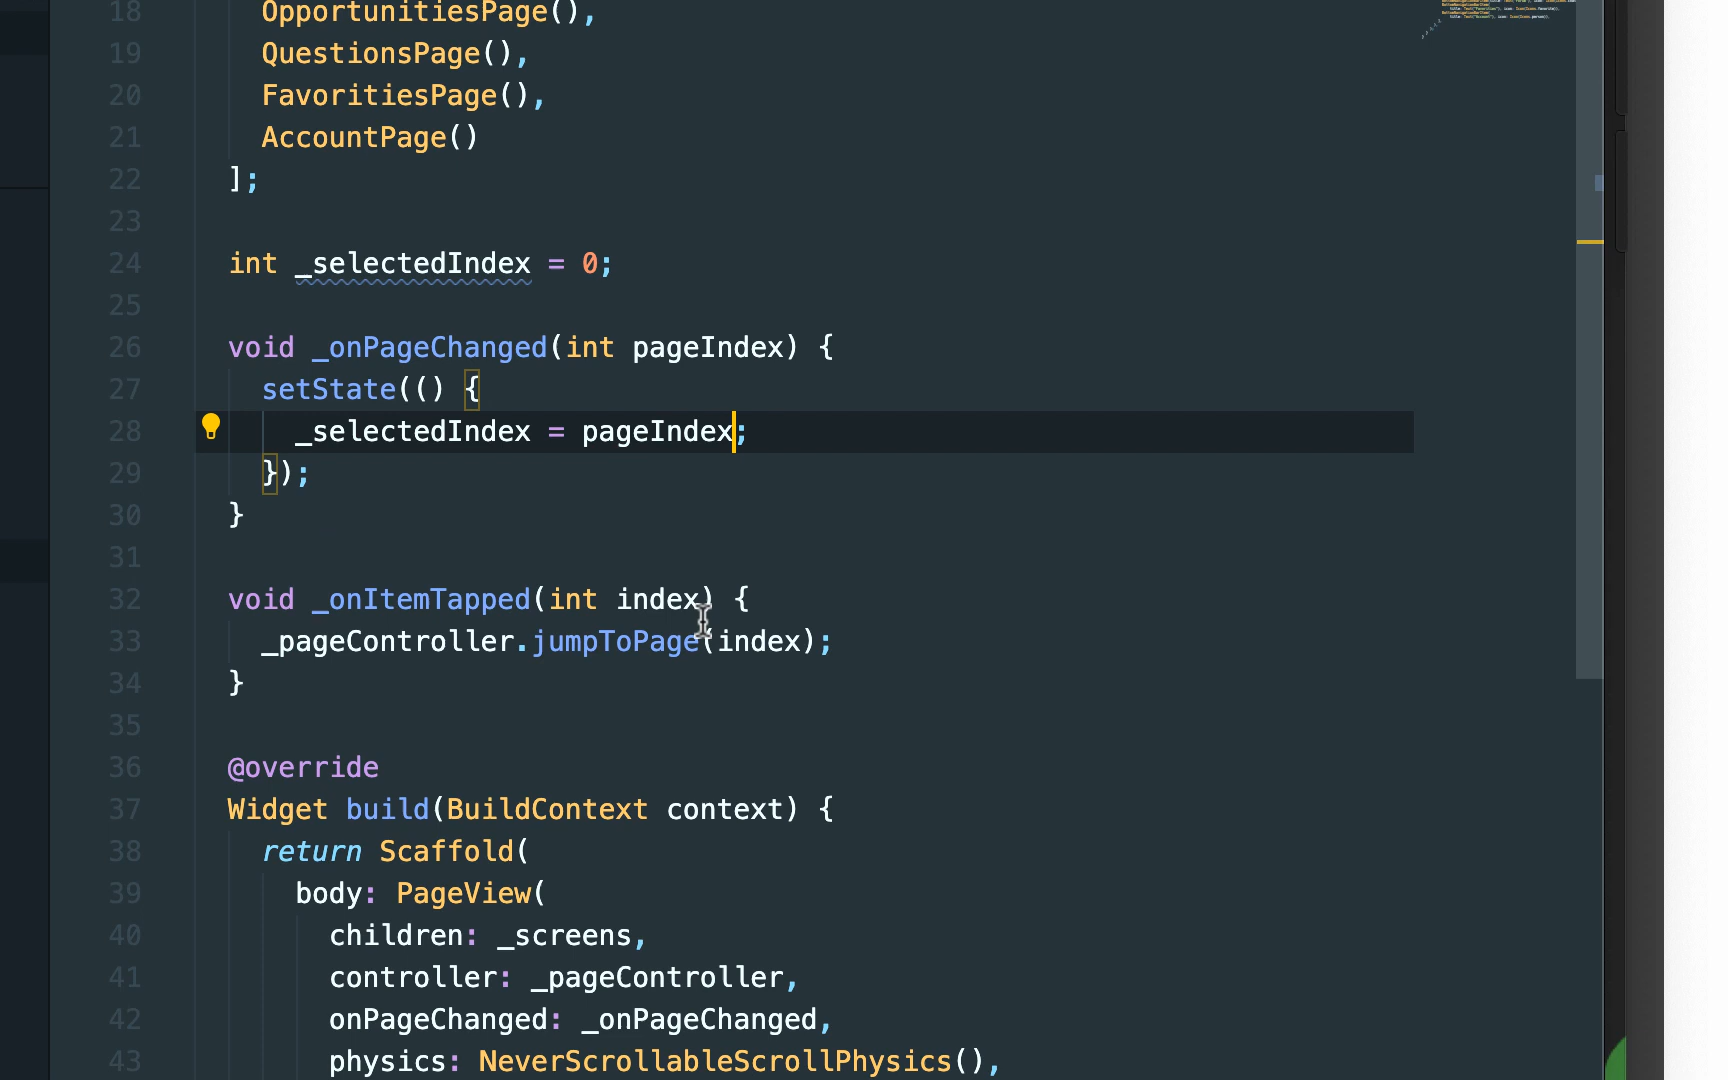 18 OpportunitiesPage(),
19 QuestionsPage(),
20 FavoritiesPage(),
21 AccountPage()
22 ];
23
24 int _selectedIndex = 0;
25
26 void _onPageChanged(int pageIndex) {
27 setState(() {
28 _selectedIndex = pageIndex;
29 });
30 }
31
32 void _onItemTapped(int index) {
33 _pageController.jumpToPage(index);
34 }
35
36 @override
37 Widget build(BuildContext context) {
38 return Scaffold(
39 body: PageView(
40 children: _screens,
41 controller: _pageController,
42 onPageChanged: _onPageChanged,
43 physics: NeverScrollableScrollPhysics(),